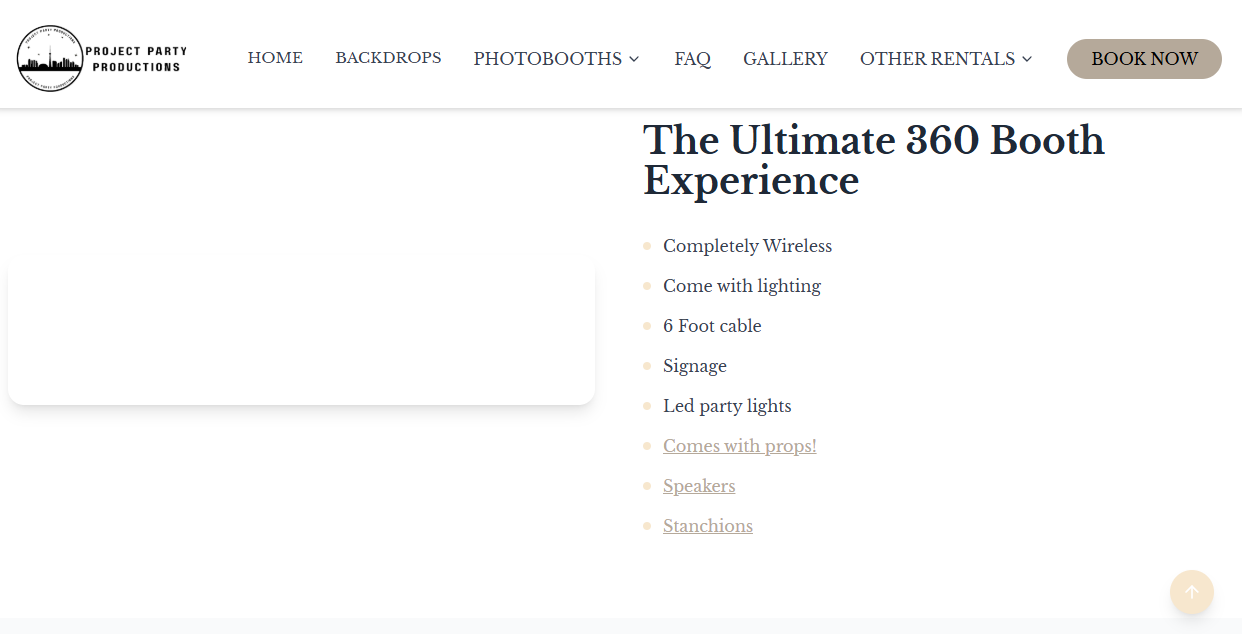 PROJECT PARTY
PRODUCTIONS
HOME
BACKDROPS
PHOTOBOOTHS
FAQ
GALLERY
OTHER RENTALS
BOOK NOW
The Ultimate 360 Booth
Experience
Completely Wireless
Come with lighting
6 Foot cable
Signage
Led party lights
Comes with props!
Speakers
Stanchions